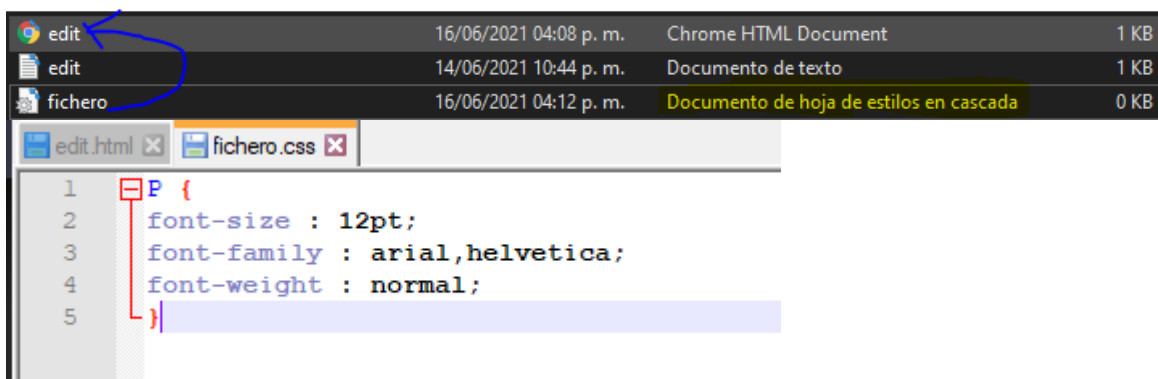 edit 16/06/2021 04:08 p. m. Chrome HTML Document 1 KB
edit 14/06/2021 10:44 p. m. Documento de texto 1 KB
fichero 16/06/2021 04:12 p. m. Documento de hoja de estilos en cascada 0 KB
edit.html fichero.css
1 P {
2 font-size : 12pt;
3 font-family : arial,helvetica;
4 font-weight : normal;
5 }